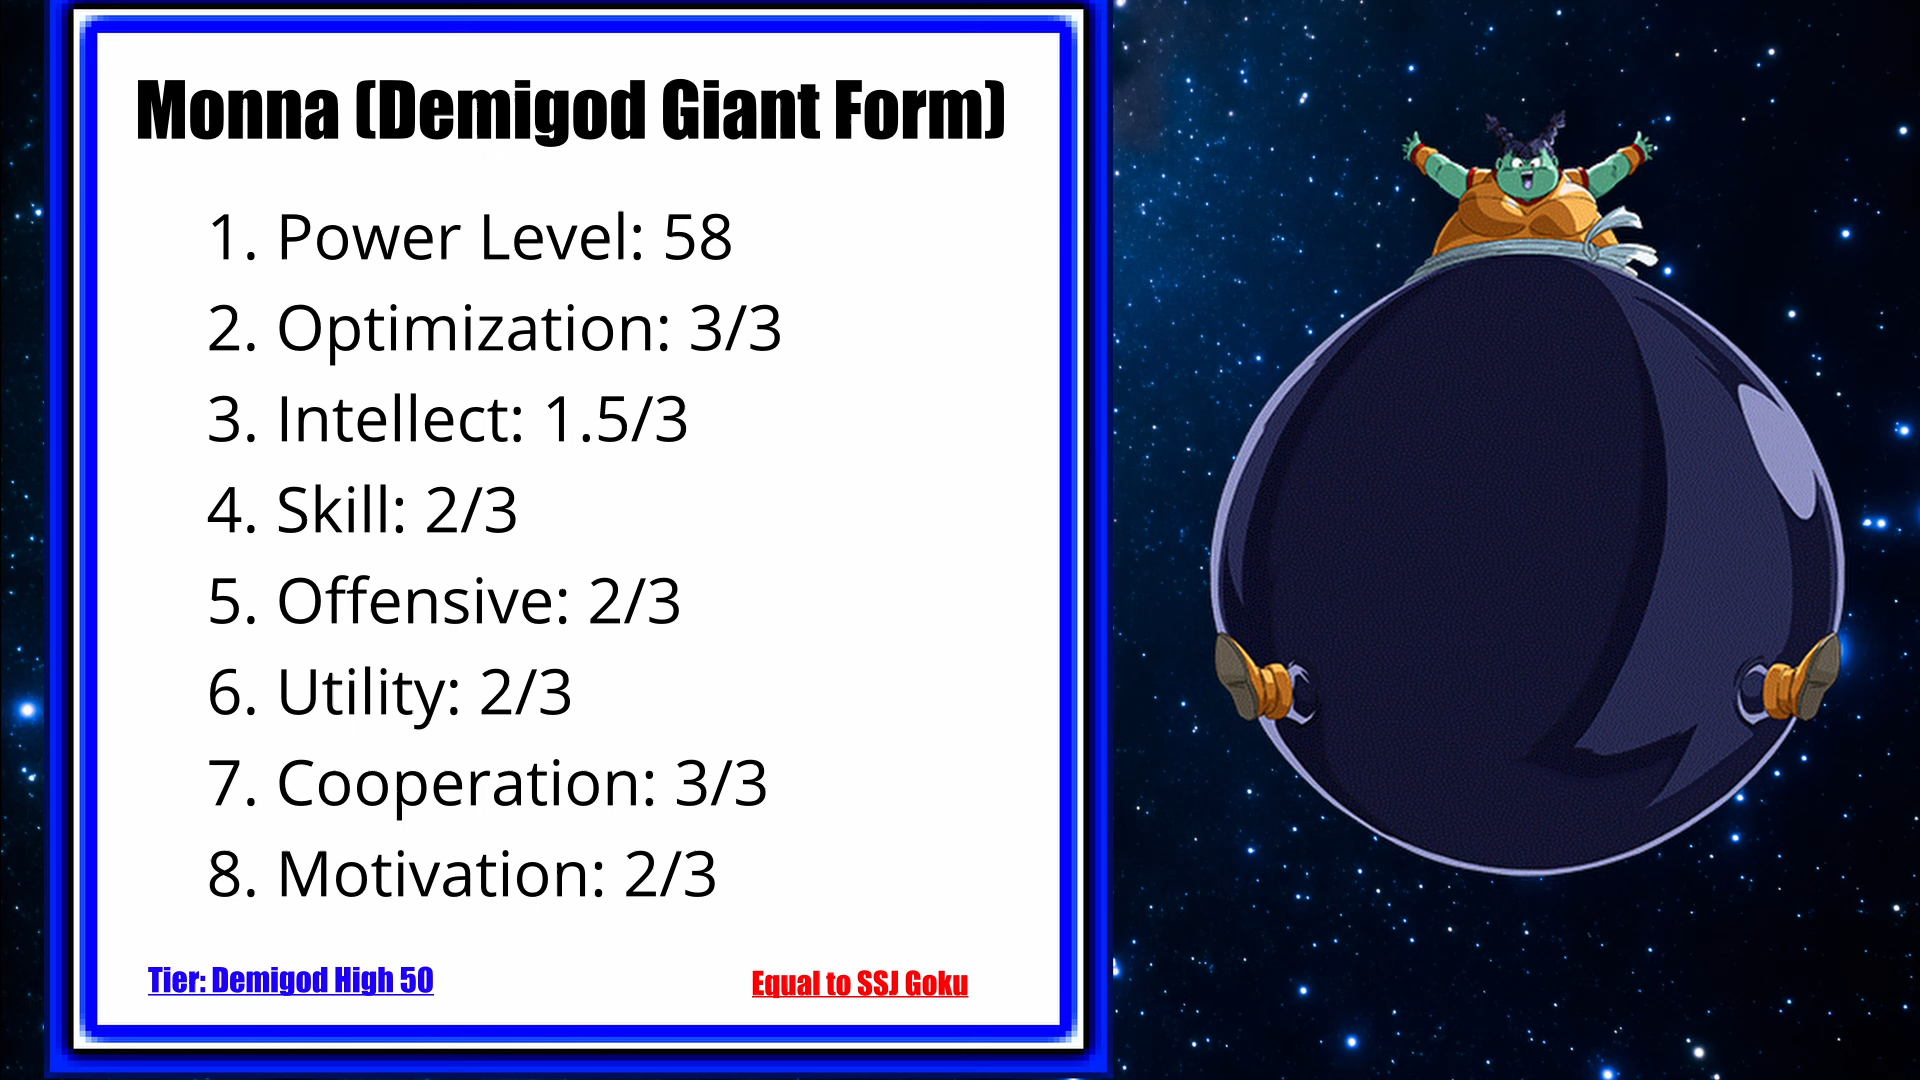 Monna (Demigod Giant Form)
1. Power Level: 58
2. Optimization: 3/3
3. Intellect: 1.5/3
4. Skill: 2/3
5. Offensive: 2/3
6. Utility: 2/3
7. Cooperation: 3/3
8. Motivation: 2/3
Tier: Demigod High 50
Equal to SSJ Goku